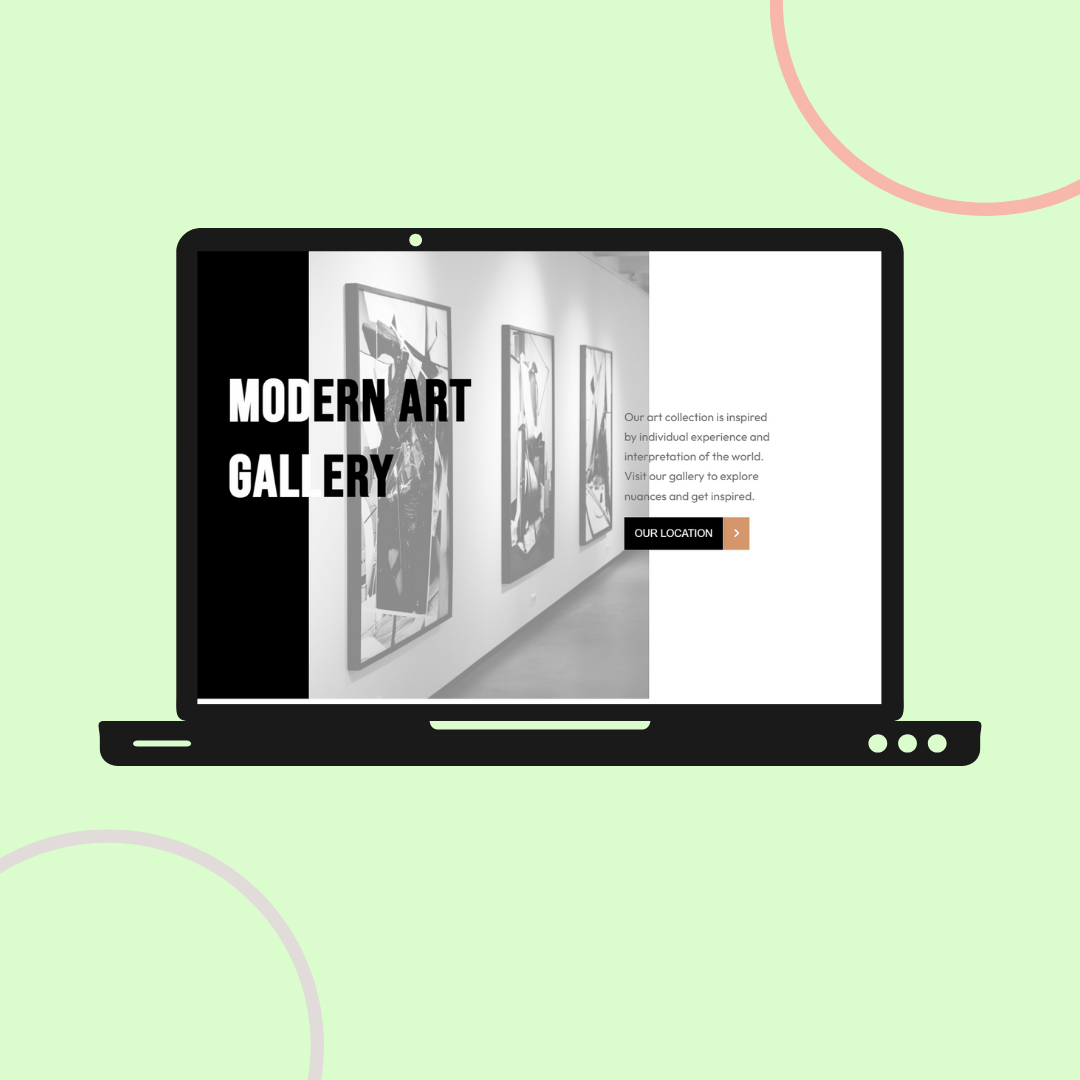 MODERN ART
GALLERY
Our art collection is inspired
by individual experience and
interpretation of the world.
Visit our gallery to explore
nuances and get inspired.
OUR LOCATION